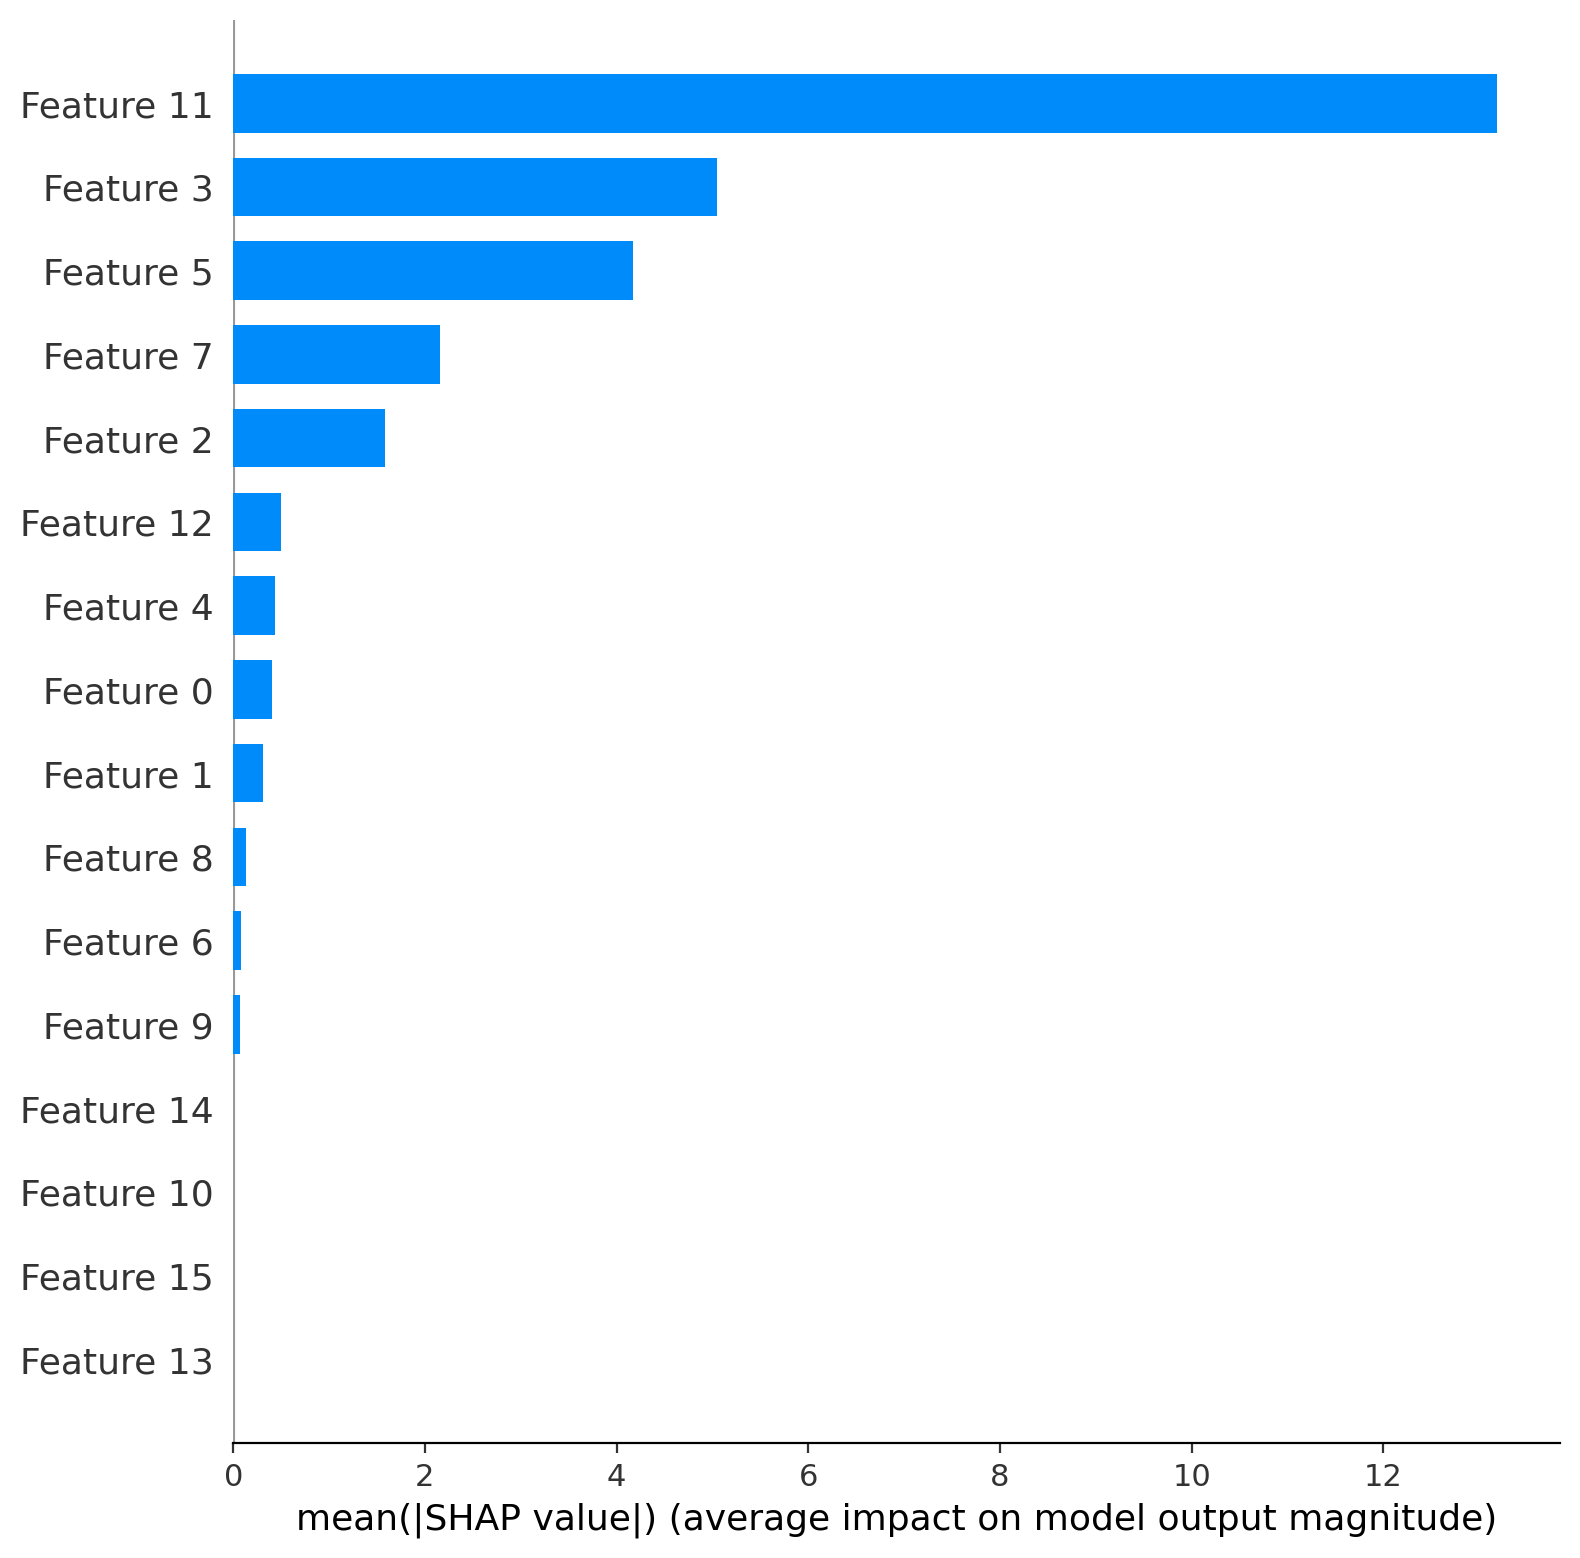 Feature 11
Feature 3
Feature 5
Feature 7
Feature 2
Feature 12
Feature 4
Feature 0
Feature 1
Feature 8
Feature 6
Feature 9
Feature 14
Feature 10
Feature 15
Feature 13
0 2 4 6 8 10 12
mean(|SHAP value|) (average impact on model output magnitude)